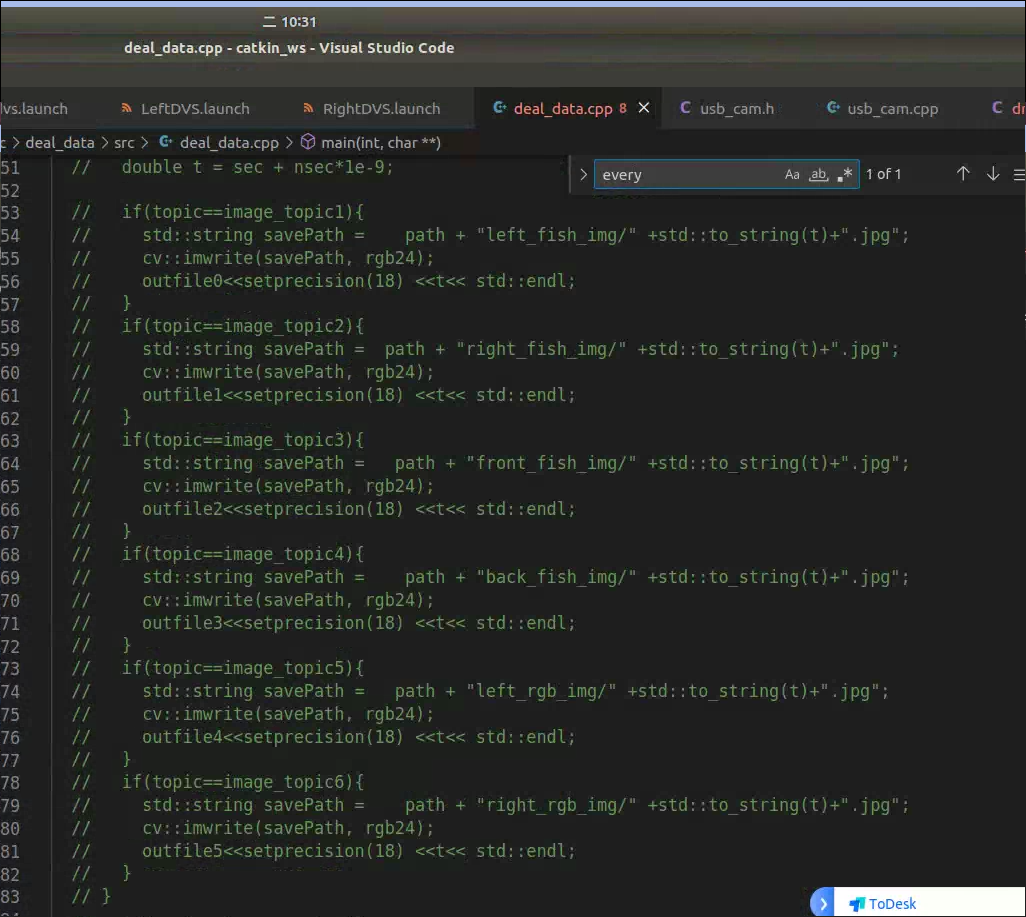 二 10:31
deal_data.cpp - catkin_ws - Visual Studio Code
vs.launch LeftDVS.launch RightDVS.launch deal_data.cpp 8 usb_cam.h usb_cam.cpp
c > deal_data > src > deal_data.cpp > main(int, char **)
every Aa ab .* 1 of 1
51 // double t = sec + nsec*1e-9;
52
53 // if(topic==image_topic1){
54 // std::string savePath = path + "left_fish_img/" +std::to_string(t)+".jpg";
55 // cv::imwrite(savePath, rgb24);
56 // outfile0<<setprecision(18) <<t<< std::endl;
57 // }
58 // if(topic==image_topic2){
59 // std::string savePath = path + "right_fish_img/" +std::to_string(t)+".jpg";
60 // cv::imwrite(savePath, rgb24);
61 // outfile1<<setprecision(18) <<t<< std::endl;
62 // }
63 // if(topic==image_topic3){
64 // std::string savePath = path + "front_fish_img/" +std::to_string(t)+".jpg";
65 // cv::imwrite(savePath, rgb24);
66 // outfile2<<setprecision(18) <<t<< std::endl;
67 // }
68 // if(topic==image_topic4){
69 // std::string savePath = path + "back_fish_img/" +std::to_string(t)+".jpg";
70 // cv::imwrite(savePath, rgb24);
71 // outfile3<<setprecision(18) <<t<< std::endl;
72 // }
73 // if(topic==image_topic5){
74 // std::string savePath = path + "left_rgb_img/" +std::to_string(t)+".jpg";
75 // cv::imwrite(savePath, rgb24);
76 // outfile4<<setprecision(18) <<t<< std::endl;
77 // }
78 // if(topic==image_topic6){
79 // std::string savePath = path + "right_rgb_img/" +std::to_string(t)+".jpg";
80 // cv::imwrite(savePath, rgb24);
81 // outfile5<<setprecision(18) <<t<< std::endl;
82 // }
83 // }
ToDesk